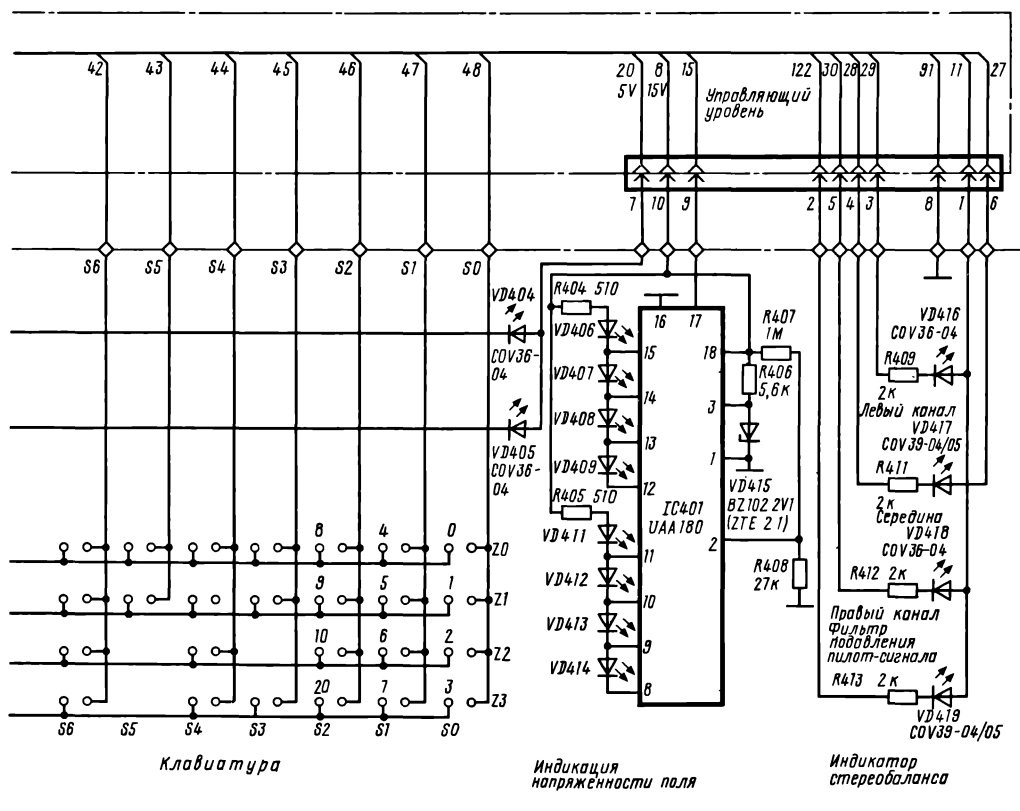 42 43 44 45 46 47 48 20 8 15 122 30 28 29 91 11 27
5V 15V
Управляющий
уровень
7 10 9 2 5 4 3 8 1 6
S6 S5 S4 S3 S2 S1 S0
VD404
COV36-
04
VD405
COV36-
04
R404 510
VD406
VD407
VD408
VD409
R405 510
VD411
VD412
VD413
VD414
16 17
15
14
13
12
11
10
9
8
18
3
1
2
IC401
UAA180
R407
1М
R406
5,6к
VD415
BZ102 2V1
(ZTE 2 1)
R408
27к
VD416
COV36-04
R409
2к
Левый канал
VD417
COV39-04/05
R411
2к
Середина
VD418
COV36-04
R412 2к
Правый канал
Фильтр
подавления
пилот-сигнала
R413 2к
VD419
COV39-04/05
8 4 0 Z0
9 5 1 Z1
10 6 2 Z2
20 7 3 Z3
S6 S5 S4 S3 S2 S1 S0
Клавиатура
Индикация
напряженности поля
Индикатор
стереобаланса